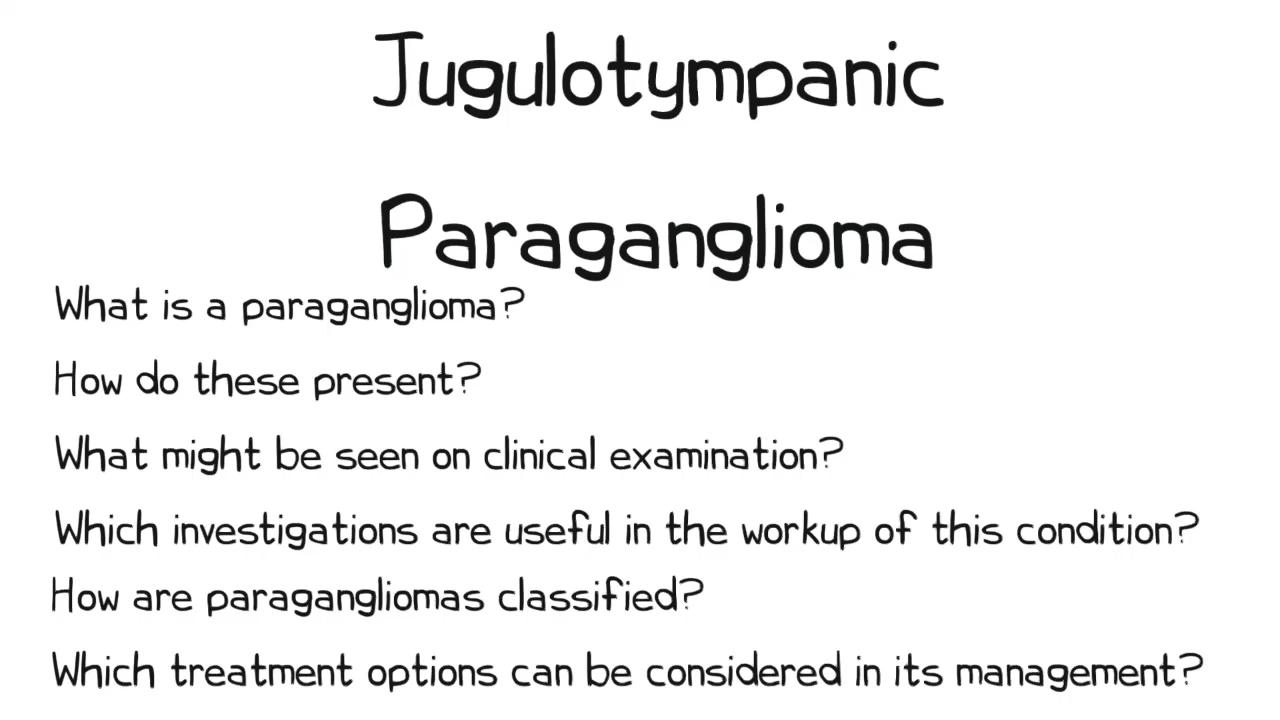 Jugulotympanic
Paraganglioma
What is a paraganglioma?
How do these present?
What might be seen on clinical examination?
Which investigations are useful in the workup of this condition?
How are paragangliomas classified?
Which treatment options can be considered in its management?